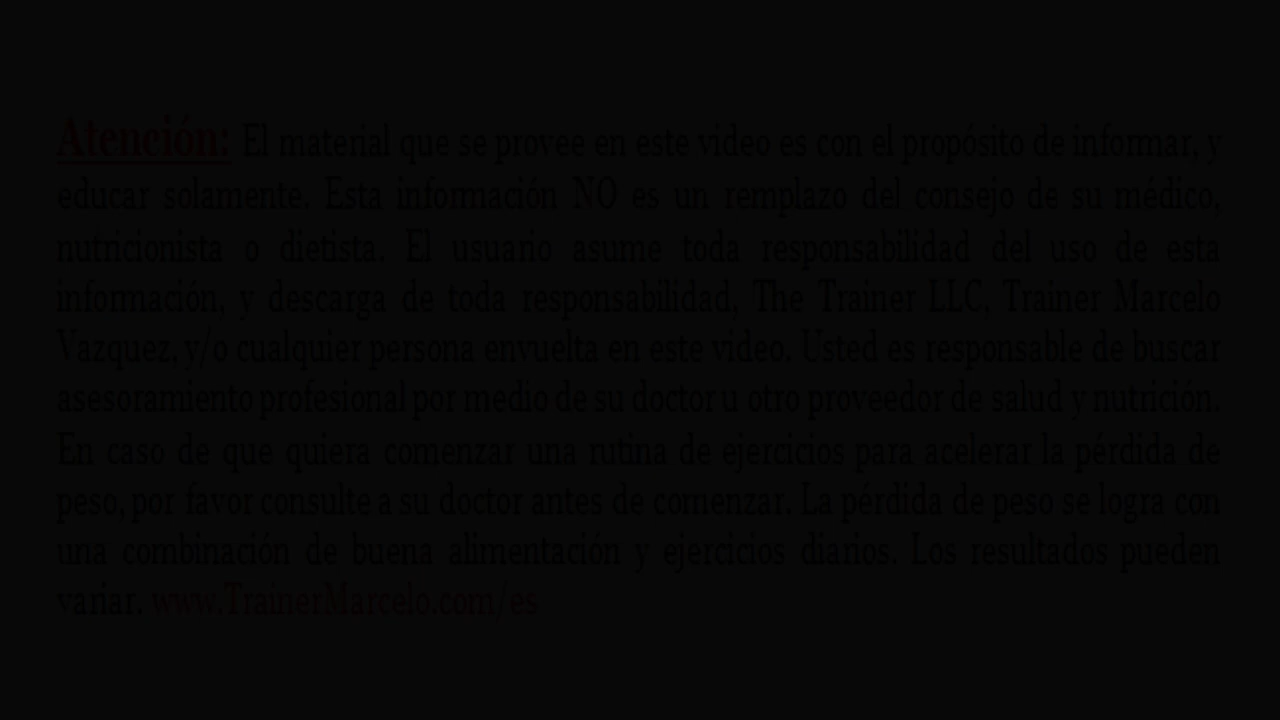 Atención: El material que se provee en este video es con el propósito de informar, y
educar solamente. Esta información NO es un remplazo del consejo de su médico,
nutricionista o dietista. El usuario asume toda responsabilidad del uso de esta
información, y descarga de toda responsabilidad, The Trainer LLC, Trainer Marcelo
Vazquez, y/o cualquier persona envuelta en este video. Usted es responsable de buscar
asesoramiento profesional por medio de su doctor u otro proveedor de salud y nutrición.
En caso de que quiera comenzar una rutina de ejercicios para acelerar la pérdida de
peso, por favor consulte a su doctor antes de comenzar. La pérdida de peso se logra con
una combinación de buena alimentación y ejercicios diarios. Los resultados pueden
variar. www.TrainerMarcelo.com/es